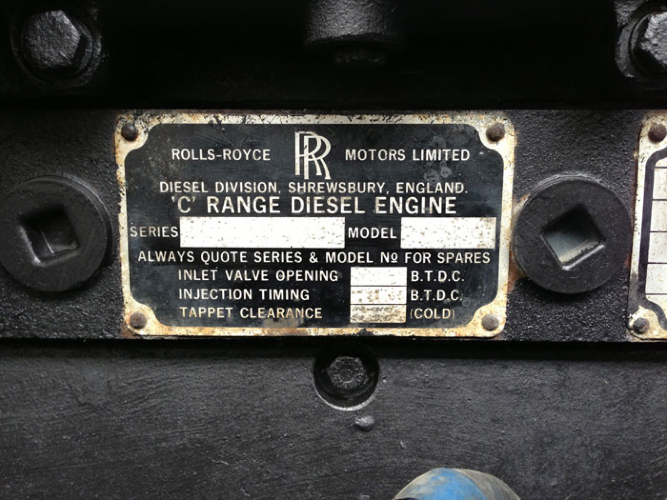 ROLLS-ROYCE RR MOTORS LIMITED
DIESEL DIVISION, SHREWSBURY, ENGLAND.
'C' RANGE DIESEL ENGINE
SERIES MODEL
ALWAYS QUOTE SERIES & MODEL Nº FOR SPARES
INLET VALVE OPENING B.T.D.C.
INJECTION TIMING B.T.D.C.
TAPPET CLEARANCE (COLD)